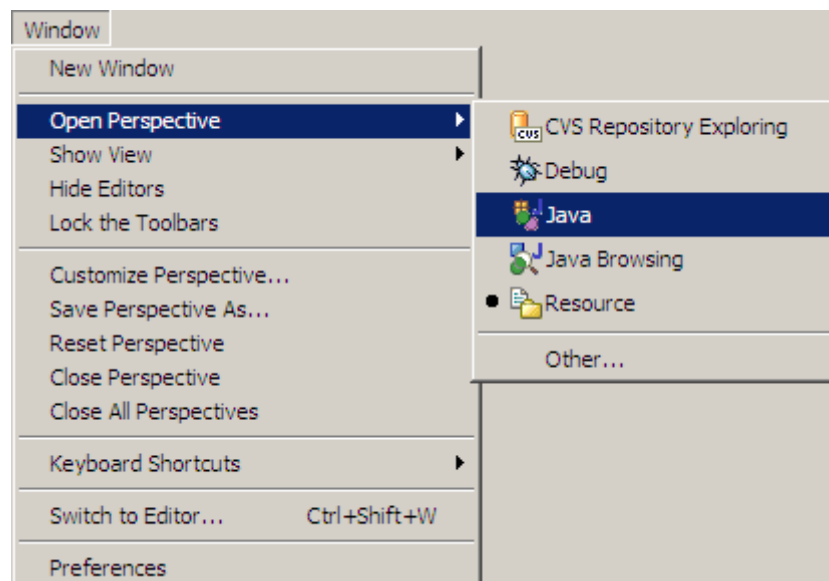 Window
New Window
Open Perspective
Show View
Hide Editors
Lock the Toolbars
Customize Perspective...
Save Perspective As...
Reset Perspective
Close Perspective
Close All Perspectives
Keyboard Shortcuts
Switch to Editor... Ctrl+Shift+W
Preferences
CVS CVS Repository Exploring
Debug
Java
Java Browsing
Resource
Other...